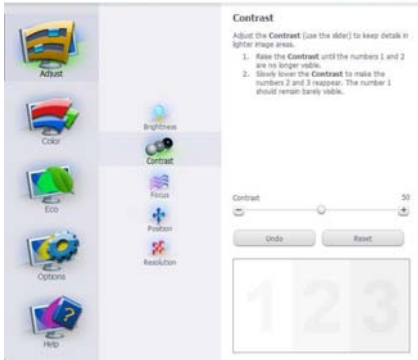 Adjust
Color
Eco
Options
Help
Brightness
Contrast
Focus
Position
Resolution
Contrast
Adjust the Contrast (use the slider) to keep details in
lighter image areas.
1. Raise the Contrast until the numbers 1 and 2
are no longer visible.
2. Slowly lower the Contrast to make the
numbers 2 and 3 reappear. The number 1
should remain barely visible.
Contrast 50
Undo Reset
1 2 3